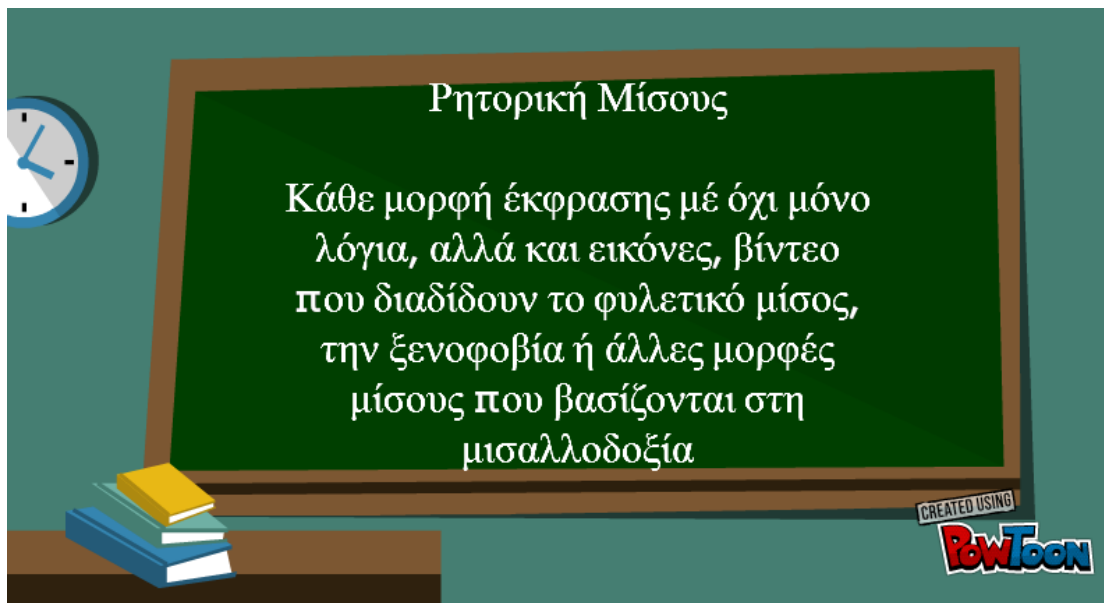 Ρητορική Μίσους
Κάθε μορφή έκφρασης μέ όχι μόνο
λόγια, αλλά και εικόνες, βίντεο
που διαδίδουν το φυλετικό μίσος,
την ξενοφοβία ή άλλες μορφές
μίσους που βασίζονται στη
μισαλλοδοξία
CREATED USING
POWTOON